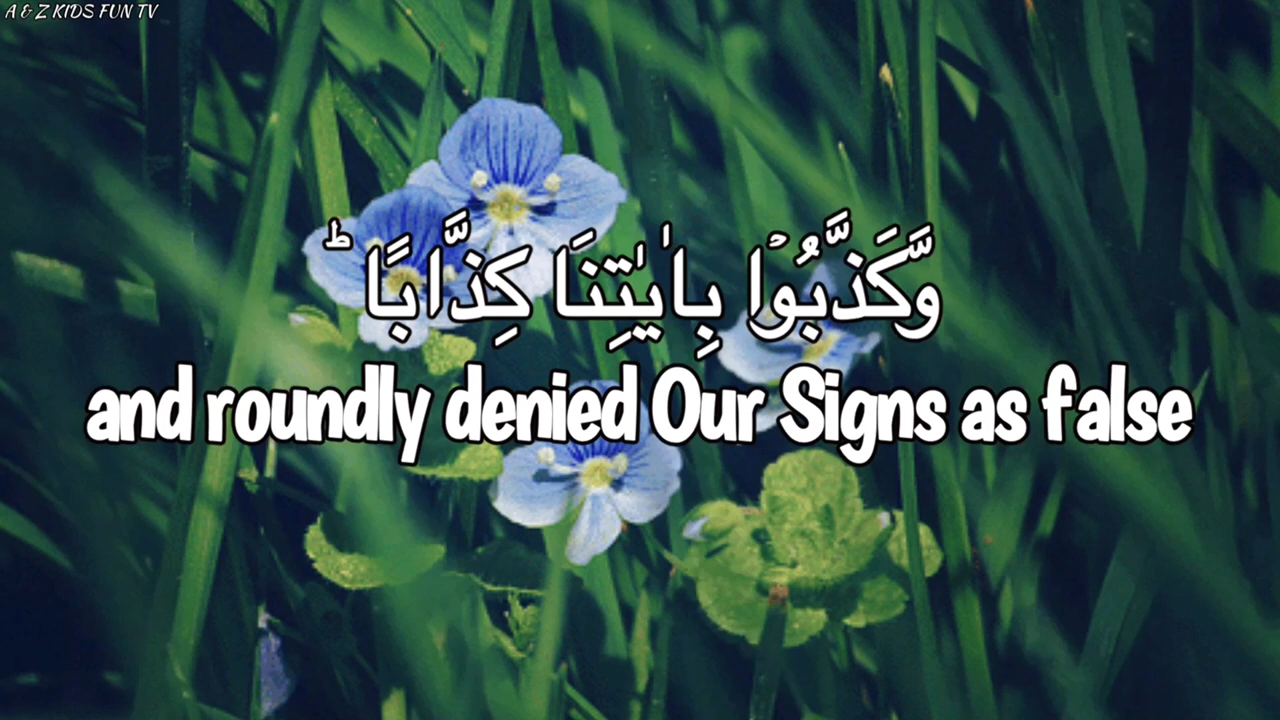 A & Z KIDS FUN TV
وَّكَذَّبُوۡا بِاٰيٰتِنَا كِذَّابًا ؕ
and roundly denied Our Signs as false